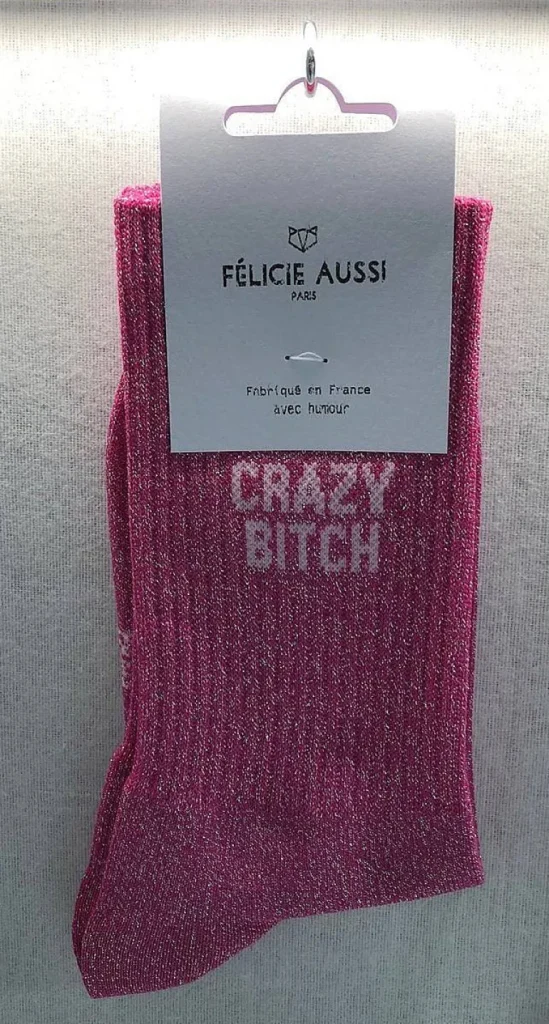 FÉLICIE AUSSI
PARIS
Fabriqué en France
avec humour
CRAZY
BITCH